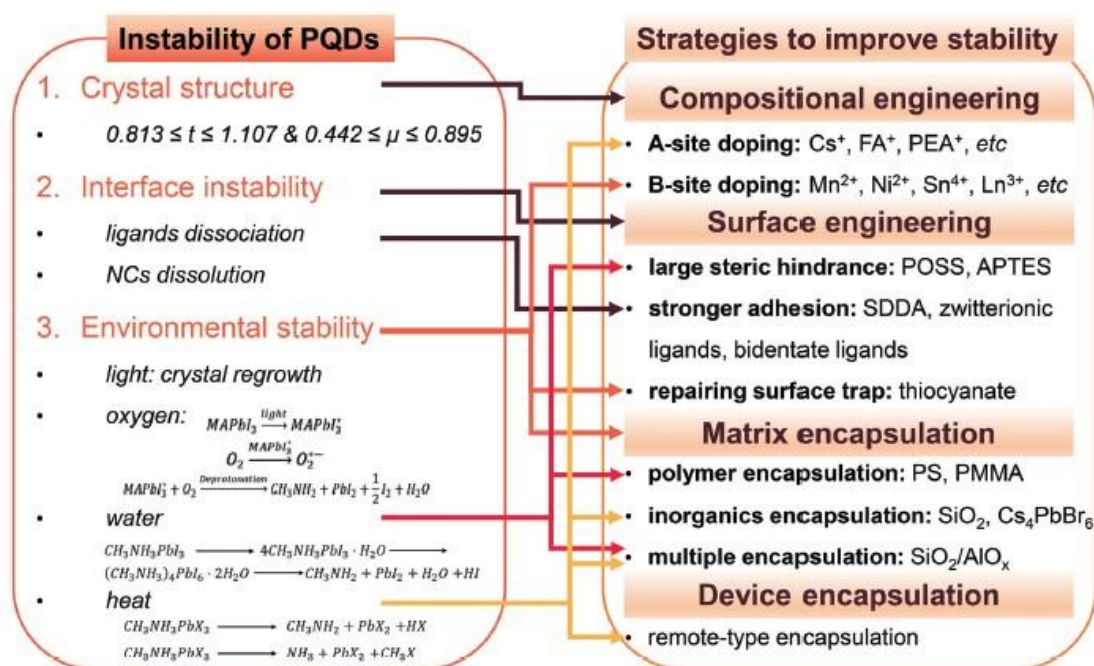 Instability of PQDs
1. Crystal structure
• 0.813 ≤ t ≤ 1.107 & 0.442 ≤ μ ≤ 0.895
2. Interface instability
• ligands dissociation
• NCs dissolution
3. Environmental stability
• light: crystal regrowth
• oxygen: MAPbI₃ —light→ MAPbI₃*
O₂ —MAPbI₃*→ O₂•−
MAPbI₃* + O₂ —Deprotonation→ CH₃NH₂ + PbI₂ + 1/2 I₂ + H₂O
• water
CH₃NH₃PbI₃ ⟶ 4CH₃NH₃PbI₃ · H₂O ⟶
(CH₃NH₃)₄PbI₆ · 2H₂O ⟶ CH₃NH₂ + PbI₂ + H₂O + HI
• heat
CH₃NH₃PbX₃ ⟶ CH₃NH₂ + PbX₂ + HX
CH₃NH₃PbX₃ ⟶ NH₃ + PbX₂ + CH₃X
Strategies to improve stability
Compositional engineering
• A-site doping: Cs⁺, FA⁺, PEA⁺, etc
• B-site doping: Mn²⁺, Ni²⁺, Sn⁴⁺, Ln³⁺, etc
Surface engineering
• large steric hindrance: POSS, APTES
• stronger adhesion: SDDA, zwitterionic
ligands, bidentate ligands
• repairing surface trap: thiocyanate
Matrix encapsulation
• polymer encapsulation: PS, PMMA
• inorganics encapsulation: SiO₂, Cs₄PbBr₆
• multiple encapsulation: SiO₂/AlOₓ
Device encapsulation
• remote-type encapsulation